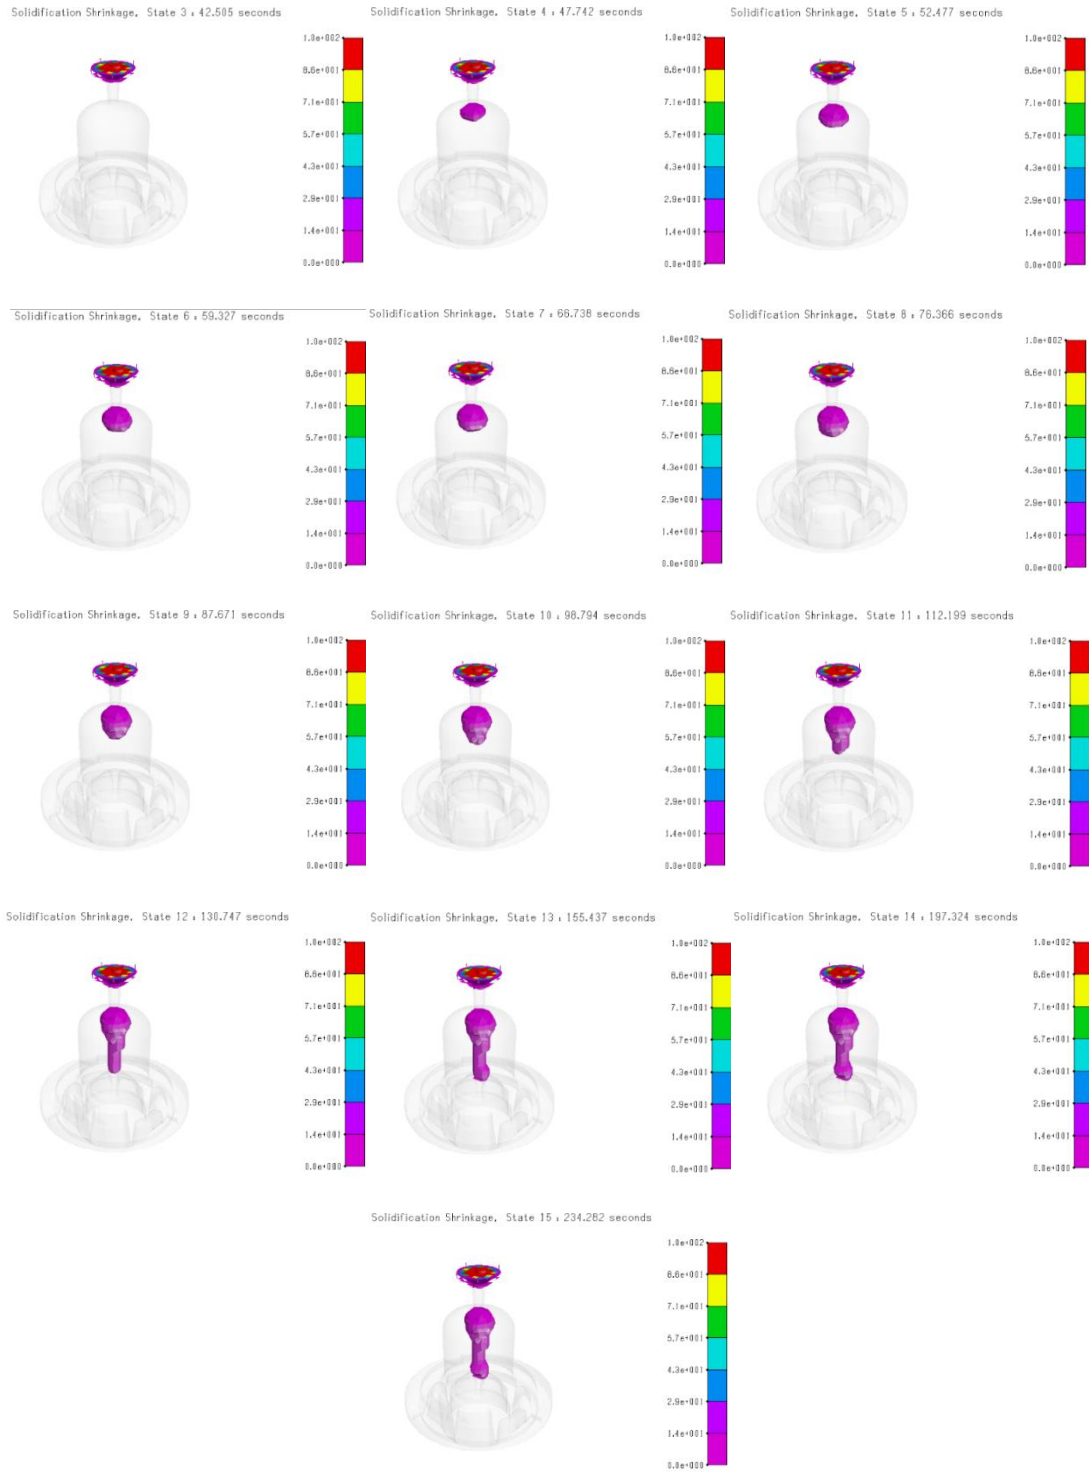 Solidification Shrinkage, State 3 : 42.505 seconds
1.0e+002
8.6e+001
7.1e+001
5.7e+001
4.3e+001
2.9e+001
1.4e+001
0.0e+000
Solidification Shrinkage, State 4 : 47.742 seconds
1.0e+002
8.6e+001
7.1e+001
5.7e+001
4.3e+001
2.9e+001
1.4e+001
0.0e+000
Solidification Shrinkage, State 5 : 52.477 seconds
1.0e+002
8.6e+001
7.1e+001
5.7e+001
4.3e+001
2.9e+001
1.4e+001
0.0e+000
Solidification Shrinkage, State 6 : 59.327 seconds
1.0e+002
8.6e+001
7.1e+001
5.7e+001
4.3e+001
2.9e+001
1.4e+001
0.0e+000
Solidification Shrinkage, State 7 : 66.738 seconds
1.0e+002
8.6e+001
7.1e+001
5.7e+001
4.3e+001
2.9e+001
1.4e+001
0.0e+000
Solidification Shrinkage, State 8 : 76.366 seconds
1.0e+002
8.6e+001
7.1e+001
5.7e+001
4.3e+001
2.9e+001
1.4e+001
0.0e+000
Solidification Shrinkage, State 9 : 87.671 seconds
1.0e+002
8.6e+001
7.1e+001
5.7e+001
4.3e+001
2.9e+001
1.4e+001
0.0e+000
Solidification Shrinkage, State 10 : 98.794 seconds
1.0e+002
8.6e+001
7.1e+001
5.7e+001
4.3e+001
2.9e+001
1.4e+001
0.0e+000
Solidification Shrinkage, State 11 : 112.199 seconds
1.0e+002
8.6e+001
7.1e+001
5.7e+001
4.3e+001
2.9e+001
1.4e+001
0.0e+000
Solidification Shrinkage, State 12 : 130.747 seconds
1.0e+002
8.6e+001
7.1e+001
5.7e+001
4.3e+001
2.9e+001
1.4e+001
0.0e+000
Solidification Shrinkage, State 13 : 155.437 seconds
1.0e+002
8.6e+001
7.1e+001
5.7e+001
4.3e+001
2.9e+001
1.4e+001
0.0e+000
Solidification Shrinkage, State 14 : 197.324 seconds
1.0e+002
8.6e+001
7.1e+001
5.7e+001
4.3e+001
2.9e+001
1.4e+001
0.0e+000
Solidification Shrinkage, State 15 : 234.282 seconds
1.0e+002
8.6e+001
7.1e+001
5.7e+001
4.3e+001
2.9e+001
1.4e+001
0.0e+000